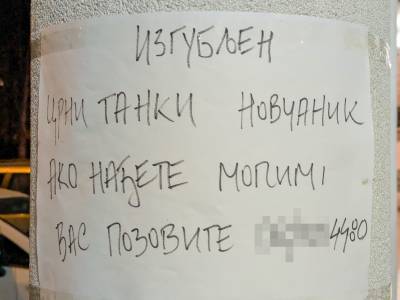 ИЗГУБЉЕН
ЦРНИ ТАНКИ НОВЧАНИК
АКО НАЂЕТЕ МОЛИМ
ВАС ПОЗОВИТЕ 4480